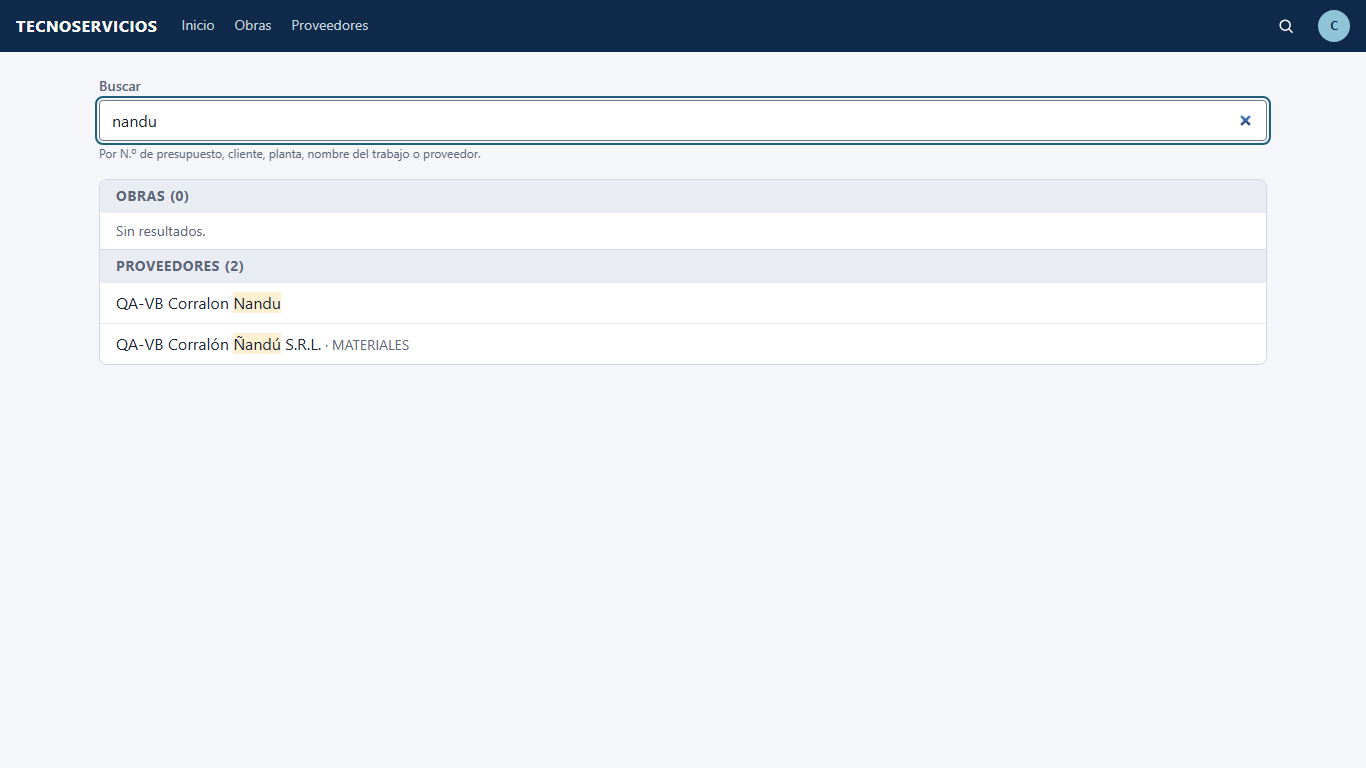 TECNOSERVICIOS Inicio Obras Proveedores C
Buscar
nandu
Por N.º de presupuesto, cliente, planta, nombre del trabajo o proveedor.
OBRAS (0)
Sin resultados.
PROVEEDORES (2)
QA-VB Corralon Nandu
QA-VB Corralón Ñandú S.R.L. · MATERIALES